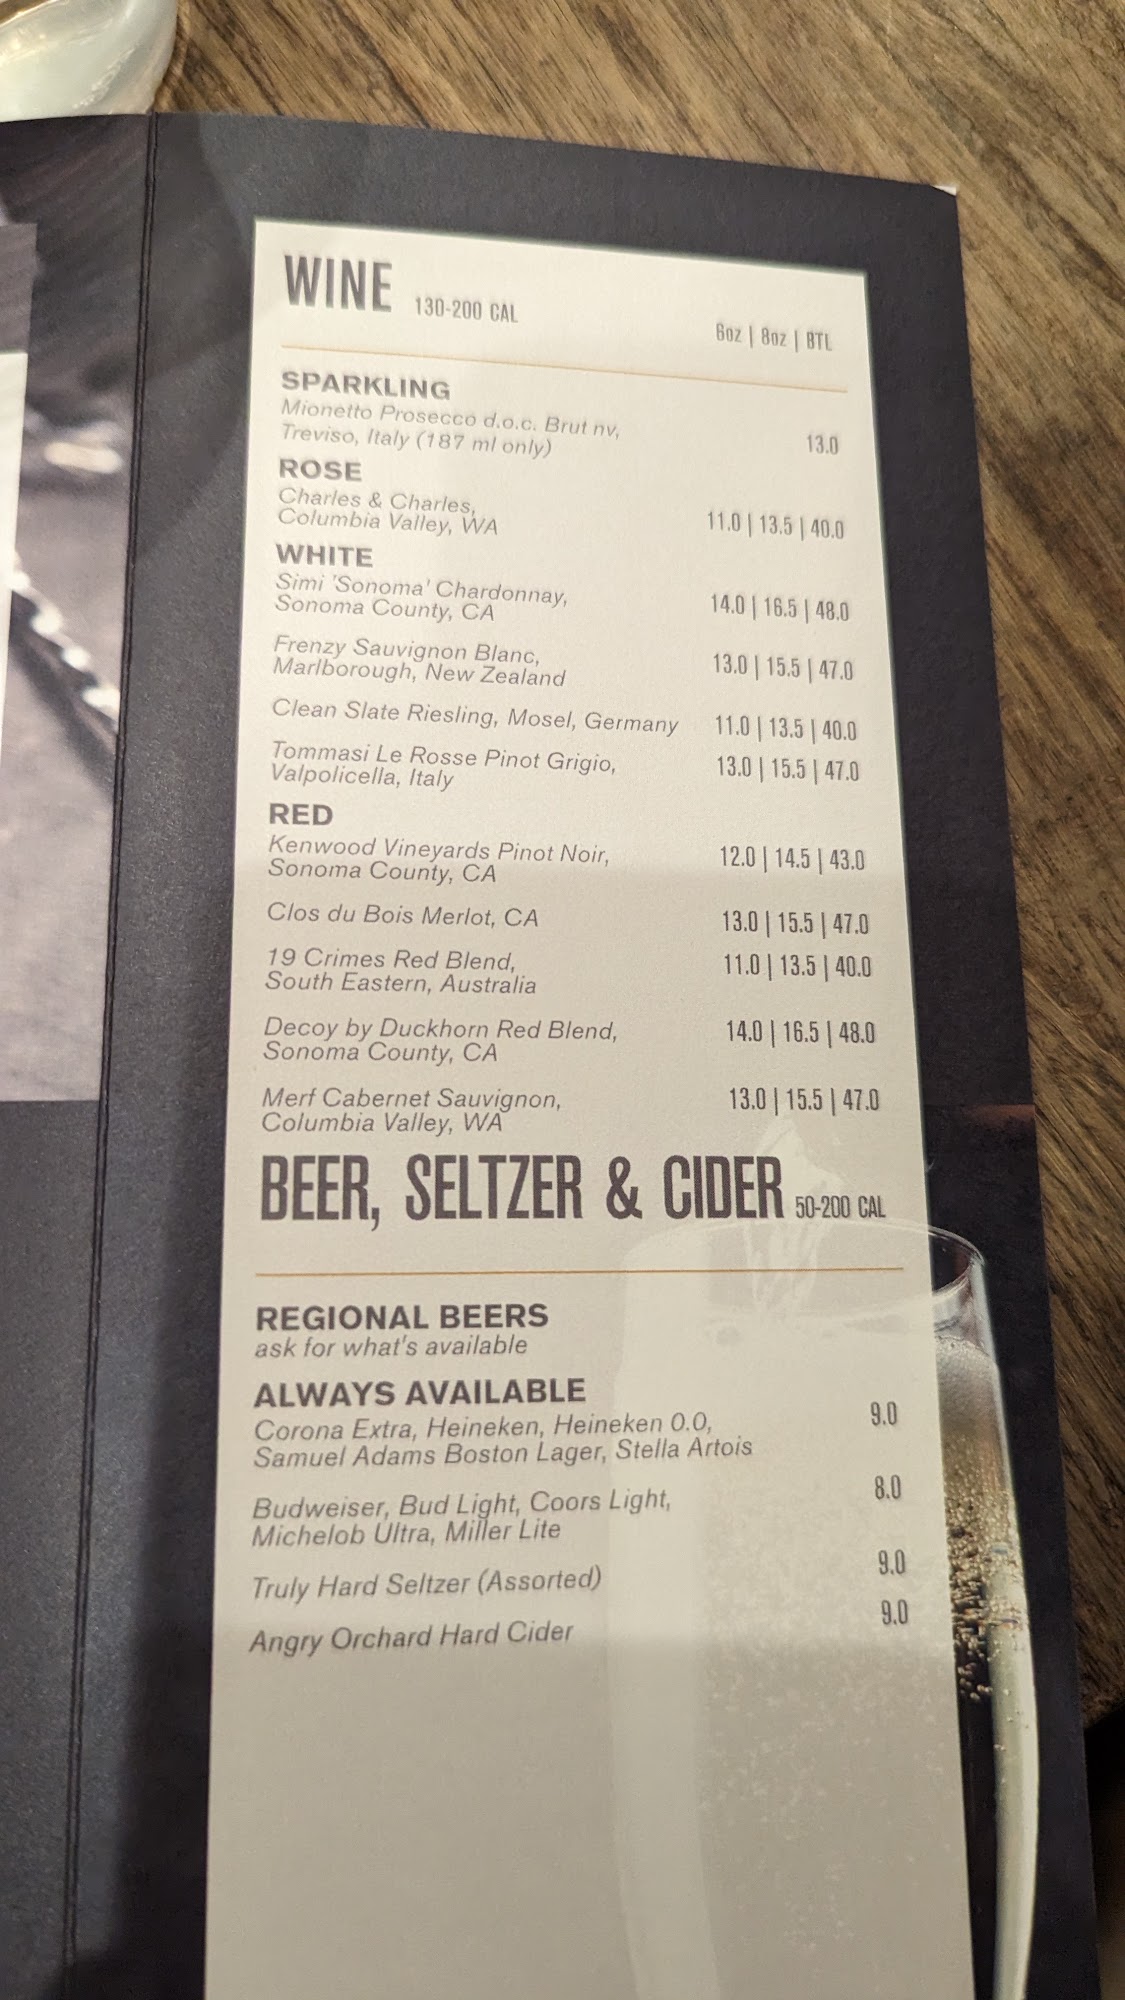 WINE 130-200 CAL
6oz | 8oz | BTL
SPARKLING
Mionetto Prosecco d.o.c. Brut nv,
Treviso, Italy (187 ml only) 13.0
ROSE
Charles & Charles,
Columbia Valley, WA 11.0 | 13.5 | 40.0
WHITE
Simi 'Sonoma' Chardonnay,
Sonoma County, CA 14.0 | 16.5 | 48.0
Frenzy Sauvignon Blanc,
Marlborough, New Zealand 13.0 | 15.5 | 47.0
Clean Slate Riesling, Mosel, Germany 11.0 | 13.5 | 40.0
Tommasi Le Rosse Pinot Grigio,
Valpolicella, Italy 13.0 | 15.5 | 47.0
RED
Kenwood Vineyards Pinot Noir,
Sonoma County, CA 12.0 | 14.5 | 43.0
Clos du Bois Merlot, CA 13.0 | 15.5 | 47.0
19 Crimes Red Blend, 11.0 | 13.5 | 40.0
South Eastern, Australia
Decoy by Duckhorn Red Blend, 14.0 | 16.5 | 48.0
Sonoma County, CA
Merf Cabernet Sauvignon, 13.0 | 15.5 | 47.0
Columbia Valley, WA
BEER, SELTZER & CIDER 50-200 CAL
REGIONAL BEERS
ask for what's available
ALWAYS AVAILABLE
Corona Extra, Heineken, Heineken 0.0, 9.0
Samuel Adams Boston Lager, Stella Artois
Budweiser, Bud Light, Coors Light, 8.0
Michelob Ultra, Miller Lite
Truly Hard Seltzer (Assorted) 9.0
Angry Orchard Hard Cider 9.0